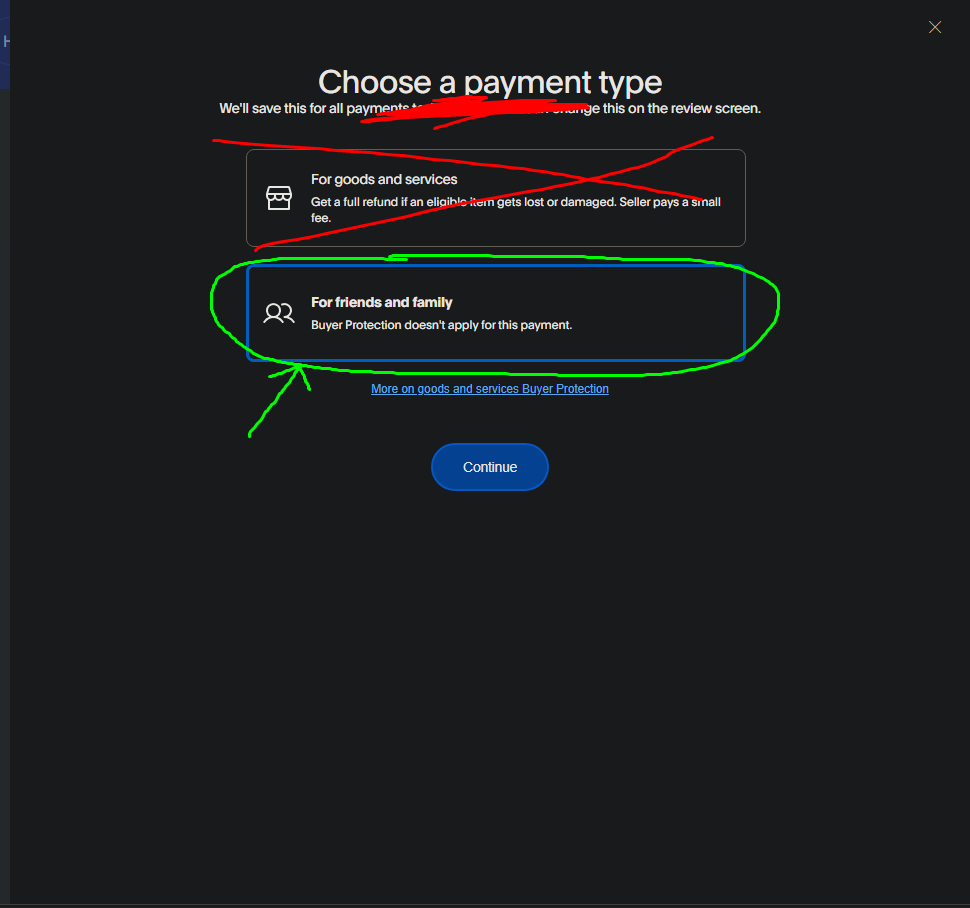 H
Choose a payment type
We'll save this for all payments change this on the review screen.
For goods and services
Get a full refund if an eligible item gets lost or damaged. Seller pays a small
fee.
For friends and family
Buyer Protection doesn't apply for this payment.
More on goods and services Buyer Protection
Continue